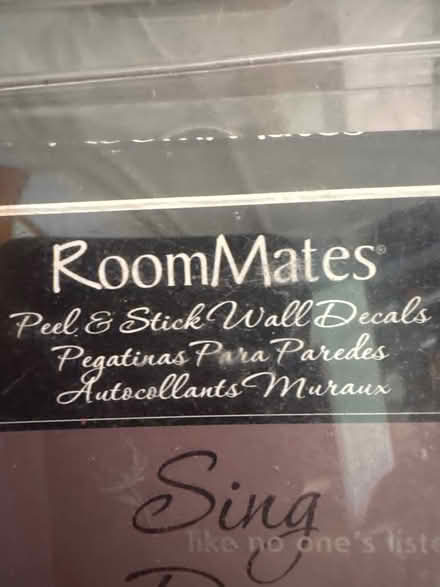 RoomMates®
Peel & Stick Wall Decals
Pegatinas Para Paredes
Autocollants Muraux
Sing
like no one's